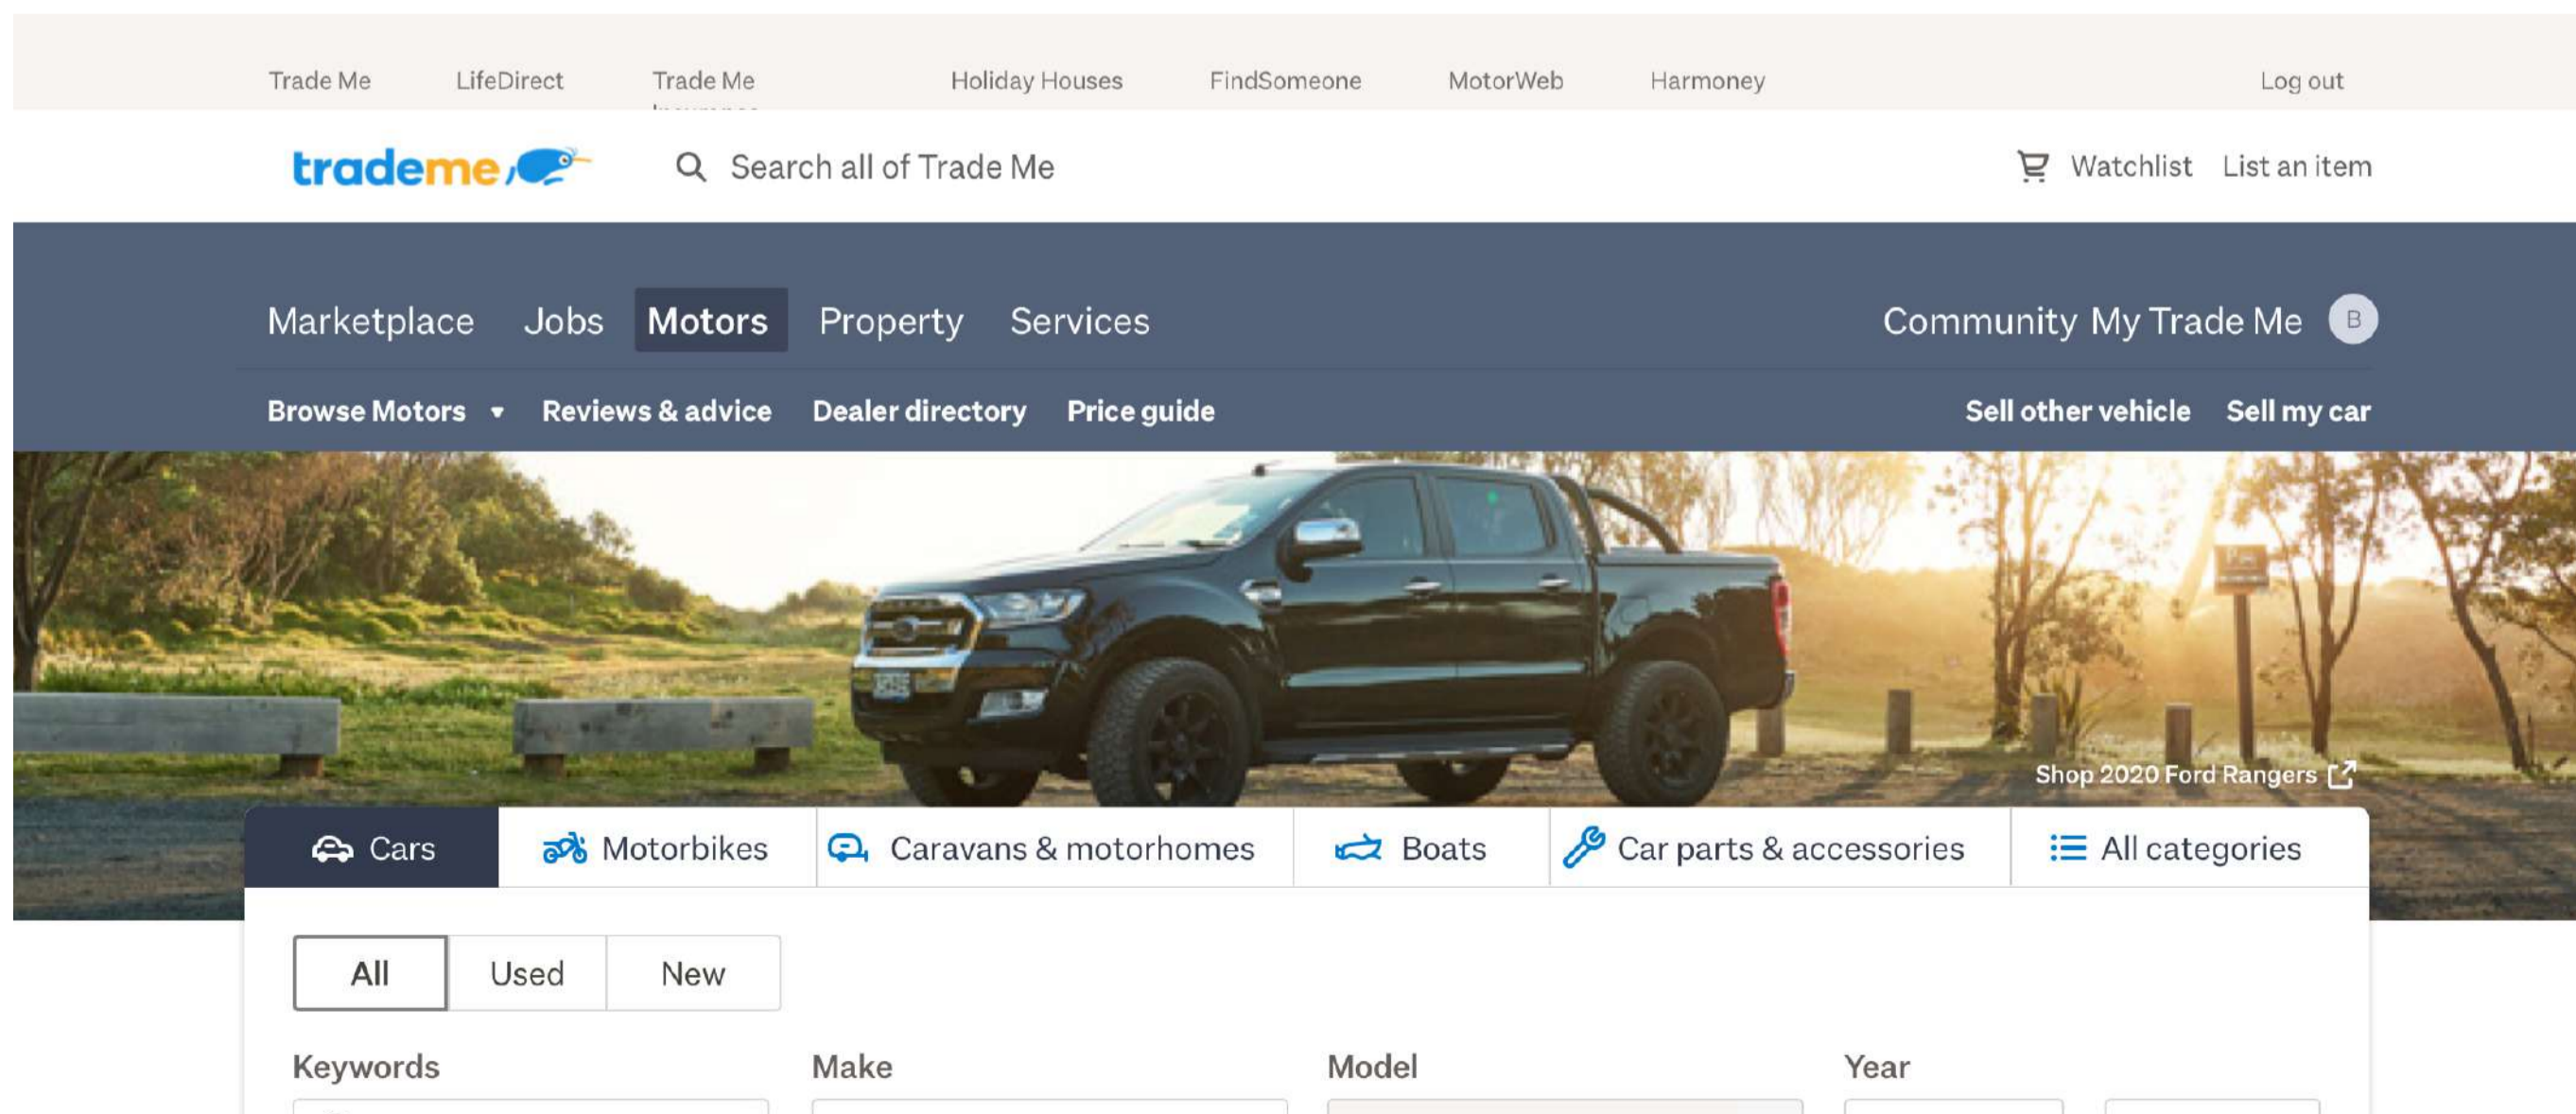 Trade Me LifeDirect Trade Me Holiday Houses FindSomeone MotorWeb Harmoney Log out
trademe Search all of Trade Me Watchlist List an item
Marketplace Jobs Motors Property Services Community My Trade Me B
Browse Motors Reviews & advice Dealer directory Price guide Sell other vehicle Sell my car
Shop 2020 Ford Rangers
Cars Motorbikes Caravans & motorhomes Boats Car parts & accessories All categories
All Used New
Keywords Make Model Year